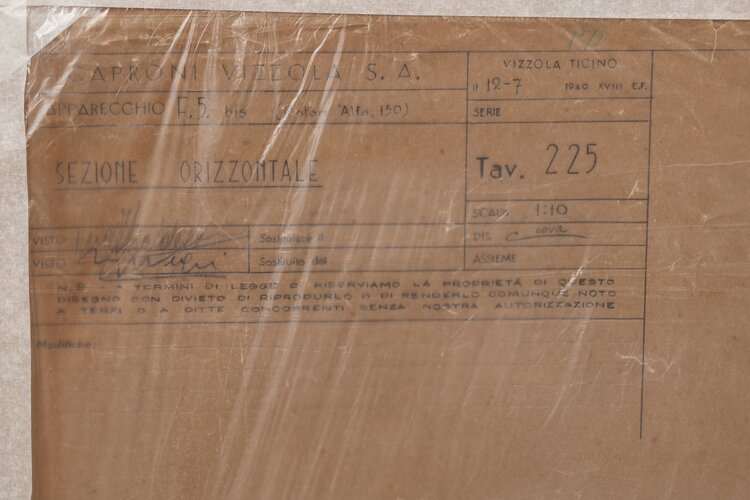 CAPRONI VIZZOLA S. A.
VIZZOLA TICINO
il 12-7 1940 XVIII E.F.
APPARECCHIO F.5. bis (Motore Alfa, 150)
SERIE
SEZIONE ORIZZONTALE
Tav. 225
SCALA 1:10
VISTO
Sostituisce il
DIS.
VISTO
Sostituito dal
ASSIEME
N. B. A TERMINI DI LEGGE CI RISERVIAMO LA PROPRIETÀ DI QUESTO
DISEGNO CON DIVIETO DI RIPRODURLO O DI RENDERLO COMUNQUE NOTO
A TERZI O A DITTE CONCORRENTI SENZA NOSTRA AUTORIZZAZIONE
Modifiche: